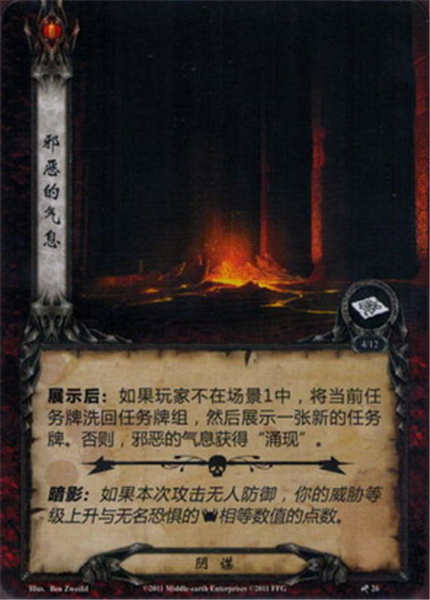 邪恶的气息
4/12
展示后：如果玩家不在场景1中，将当前任
务牌洗回任务牌组，然后展示一张新的任务
牌。否则，邪恶的气息获得“涌现”。
暗影：如果本次攻击无人防御，你的威胁等
级上升与无名恐惧的相等数值的点数。
阴谋
Illus. Ben Zweifel
©2011 Middle-earth Enterprises ©2011 FFG
26